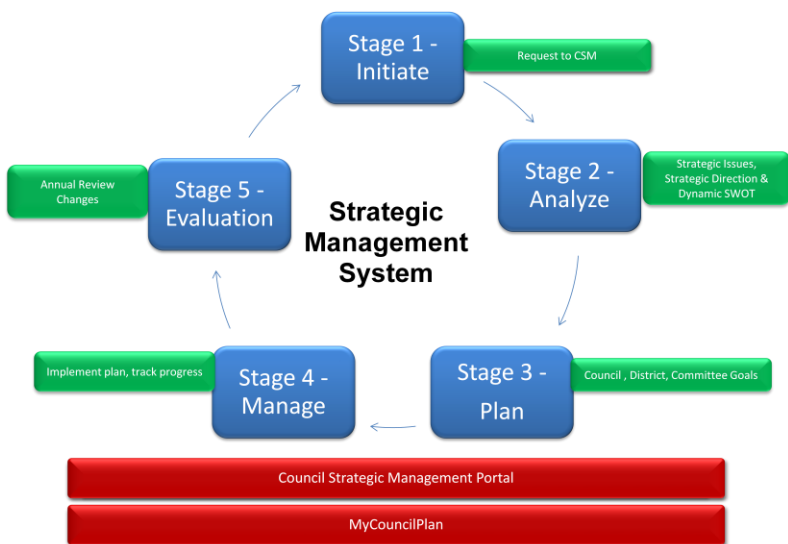 Stage 1 -
Initiate
Request to CSM
Stage 2 -
Analyze
Strategic Issues,
Strategic Direction &
Dynamic SWOT
Annual Review
Changes
Stage 5 -
Evaluation
Strategic
Management
System
Implement plan, track progress
Stage 4 -
Manage
Stage 3 -
Plan
Council , District, Committee Goals
Council Strategic Management Portal
MyCouncilPlan